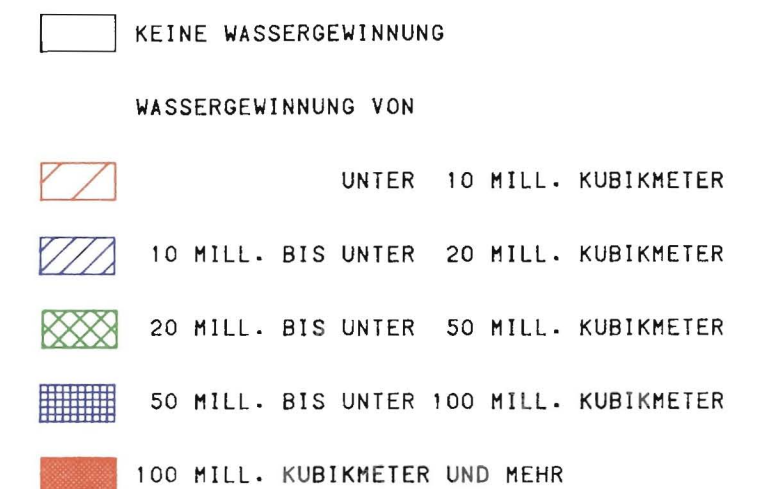 KEINE WASSERGEWINNUNG
WASSERGEWINNUNG VON
UNTER 10 MILL. KUBIKMETER
10 MILL. BIS UNTER 20 MILL. KUBIKMETER
20 MILL. BIS UNTER 50 MILL. KUBIKMETER
50 MILL. BIS UNTER 100 MILL. KUBIKMETER
100 MILL. KUBIKMETER UND MEHR